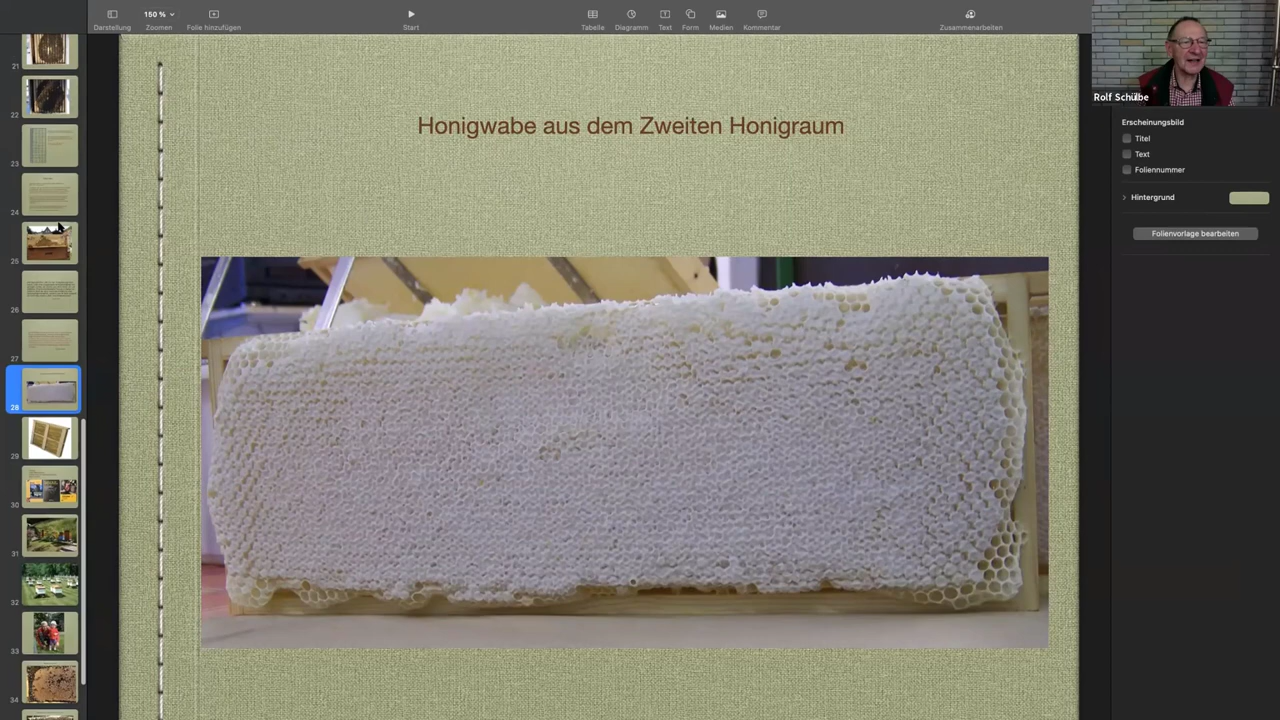 150 %
Darstellung
Zoomen
Folie hinzufügen
Start
Tabelle
Diagramm
Text
Form
Medien
Kommentar
Zusammenarbeiten
Rolf Schülbe
Erscheinungsbild
Titel
Text
Foliennummer
Hintergrund
Folienvorlage bearbeiten
Honigwabe aus dem Zweiten Honigraum
21
22
23
24
25
26
27
28
29
30
31
32
33
34